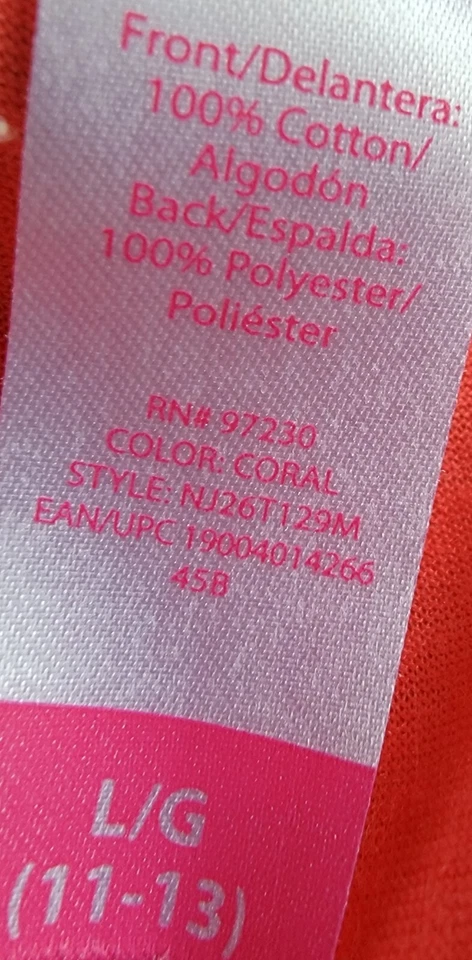 Front/Delantera:
100% Cotton/
Algodón
Back/Espalda:
100% Polyester/
Poliéster
RN# 97230
COLOR: CORAL
STYLE: NJ26T129M
EAN/UPC 19004014266
45B
L/G
(11-13)